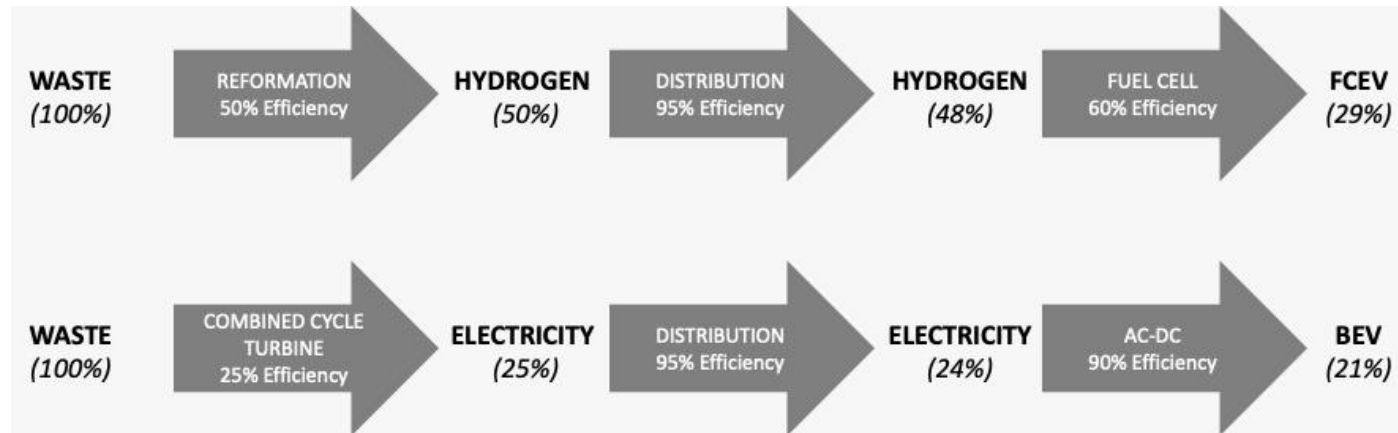 WASTE
(100%)
REFORMATION
50% Efficiency
HYDROGEN
(50%)
DISTRIBUTION
95% Efficiency
HYDROGEN
(48%)
FUEL CELL
60% Efficiency
FCEV
(29%)
WASTE
(100%)
COMBINED CYCLE
TURBINE
25% Efficiency
ELECTRICITY
(25%)
DISTRIBUTION
95% Efficiency
ELECTRICITY
(24%)
AC-DC
90% Efficiency
BEV
(21%)